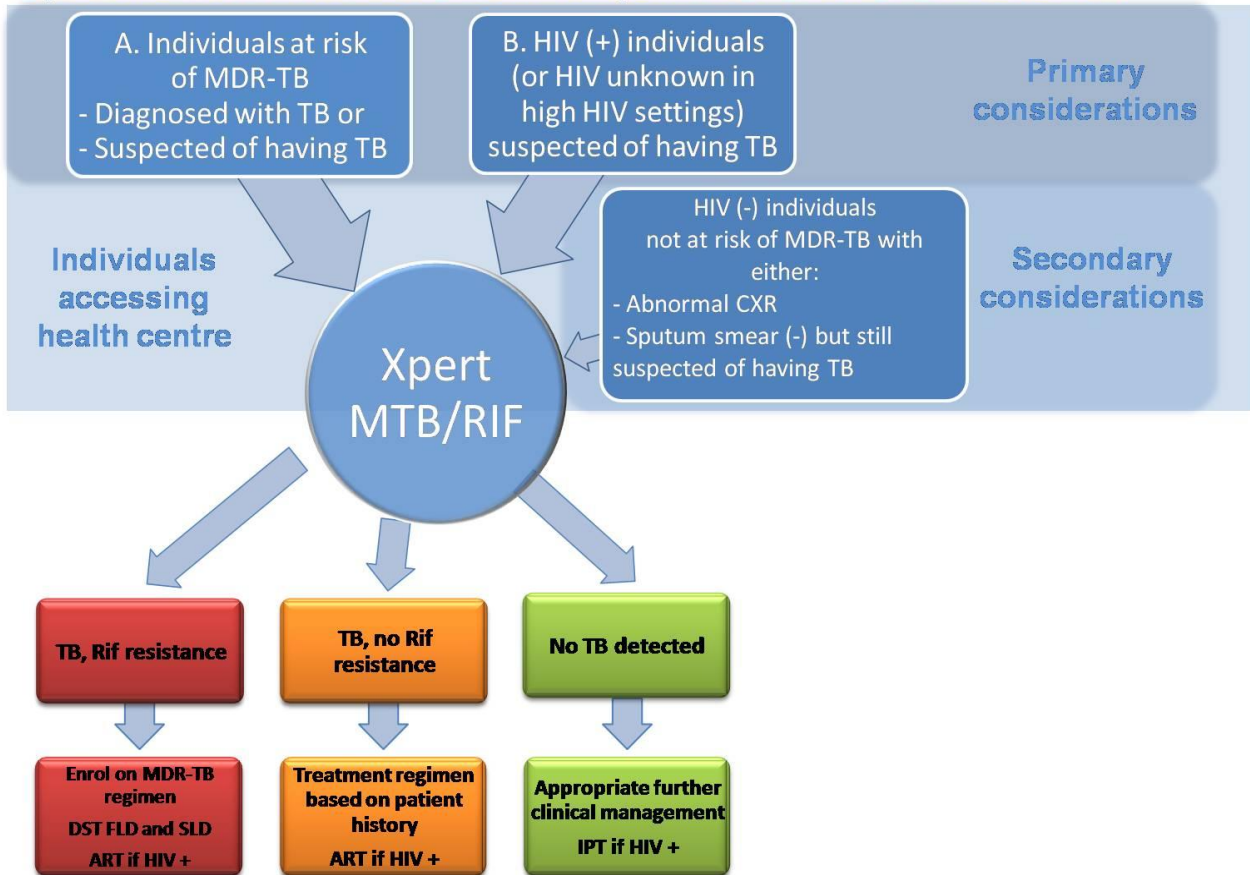 A. Individuals at risk
of MDR-TB
- Diagnosed with TB or
- Suspected of having TB
B. HIV (+) individuals
(or HIV unknown in
high HIV settings)
suspected of having TB
Primary
considerations
Individuals
accessing
health centre
HIV (-) individuals
not at risk of MDR-TB with
either:
- Abnormal CXR
- Sputum smear (-) but still
suspected of having TB
Secondary
considerations
Xpert
MTB/RIF
TB, Rif resistance
TB, no Rif
resistance
No TB detected
Enrol on MDR-TB
regimen
DST FLD and SLD
ART if HIV +
Treatment regimen
based on patient
history
ART if HIV +
Appropriate further
clinical management
IPT if HIV +